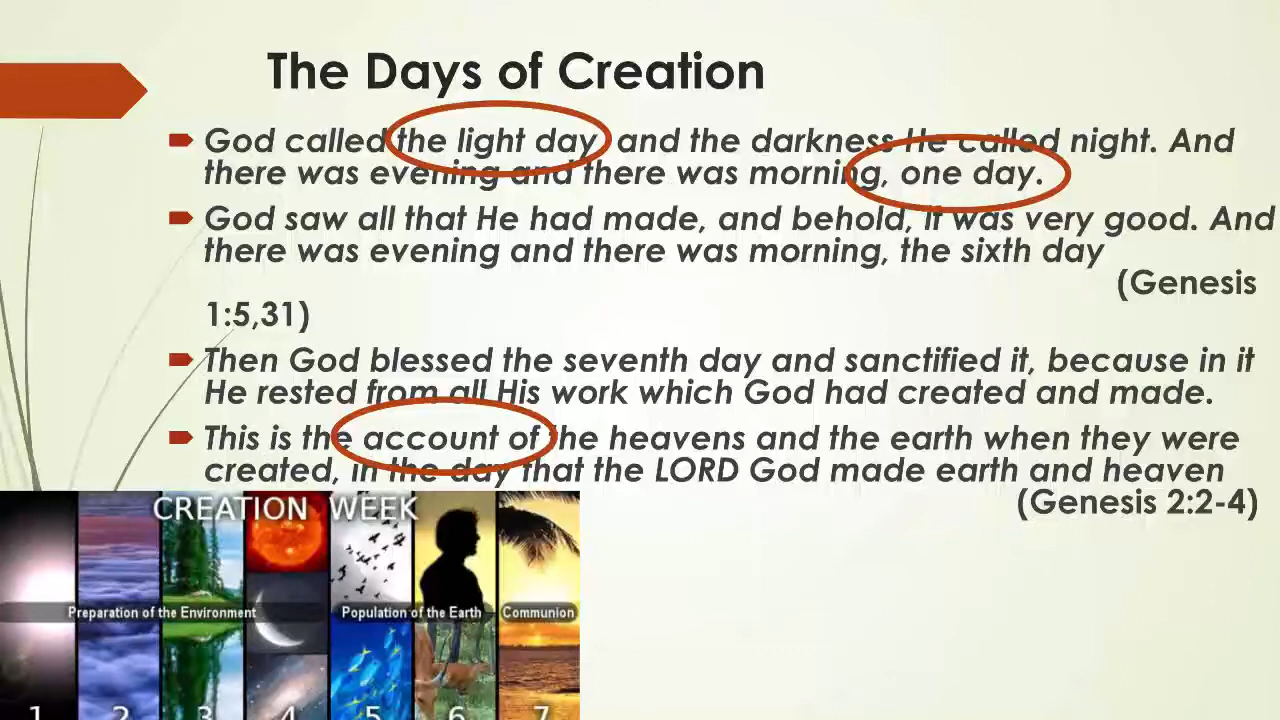 The Days of Creation
God called the light day, and the darkness He called night. And
there was evening and there was morning, one day.
God saw all that He had made, and behold, it was very good. And
there was evening and there was morning, the sixth day
(Genesis
1:5,31)
Then God blessed the seventh day and sanctified it, because in it
He rested from all His work which God had created and made.
This is the account of the heavens and the earth when they were
created, in the day that the LORD God made earth and heaven
(Genesis 2:2-4)
CREATION WEEK
Preparation of the Environment Population of the Earth Communion
1 2 3 4 5 6 7